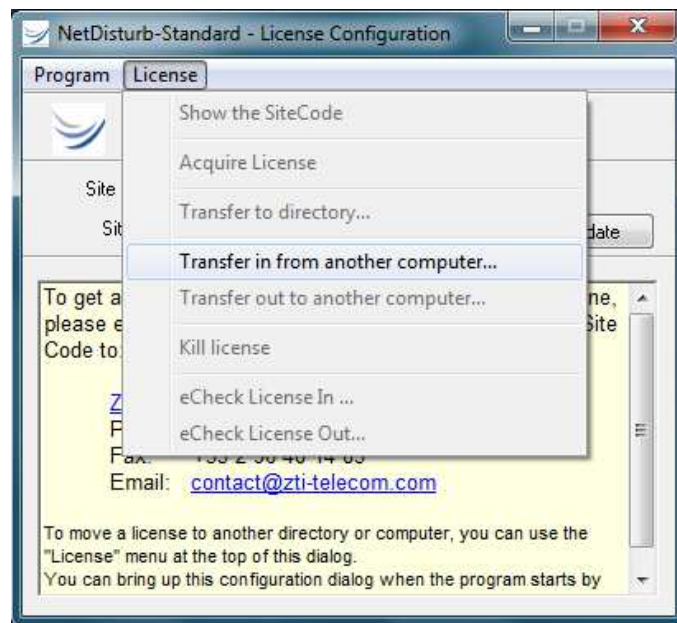 NetDisturb-Standard - License Configuration
Program License
Show the SiteCode
Acquire License
Site
Transfer to directory...
Sit date
Transfer in from another computer...
To get a ne,
Transfer out to another computer...
please e Site
Code to:
Kill license
eCheck License In ...
Z
P
eCheck License Out...
Fax:
Email: contact@zti-telecom.com
To move a license to another directory or computer, you can use the
"License" menu at the top of this dialog.
You can bring up this configuration dialog when the program starts by